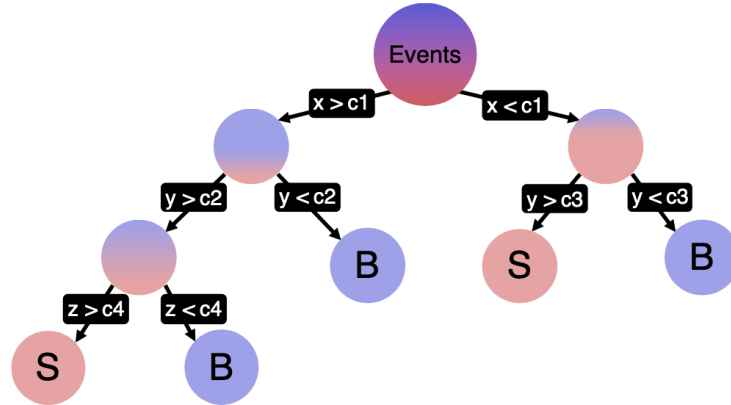 Events
x > c1
x < c1
y > c2
y < c2
y > c3
y < c3
B
S
B
z > c4
z < c4
S
B